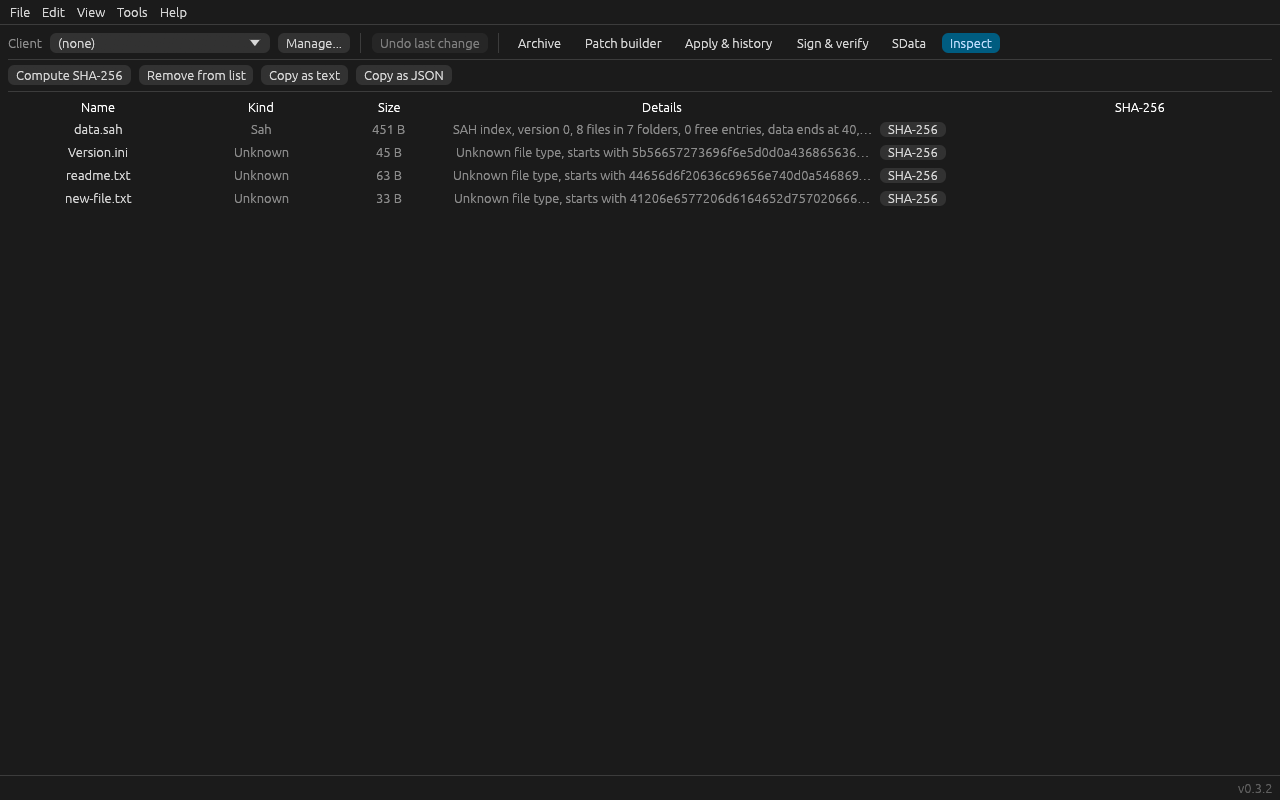 File Edit View Tools Help
Client (none) Manage... Undo last change Archive Patch builder Apply & history Sign & verify SData Inspect
Compute SHA-256 Remove from list Copy as text Copy as JSON
Name Kind Size Details SHA-256
data.sah Sah 451 B SAH index, version 0, 8 files in 7 folders, 0 free entries, data ends at 40,... SHA-256
Version.ini Unknown 45 B Unknown file type, starts with 5b56657273696f6e5d0d0a436865636... SHA-256
readme.txt Unknown 63 B Unknown file type, starts with 44656d6f20636c69656e740d0a546869... SHA-256
new-file.txt Unknown 33 B Unknown file type, starts with 41206e6577206d6164652d757020666... SHA-256
v0.3.2